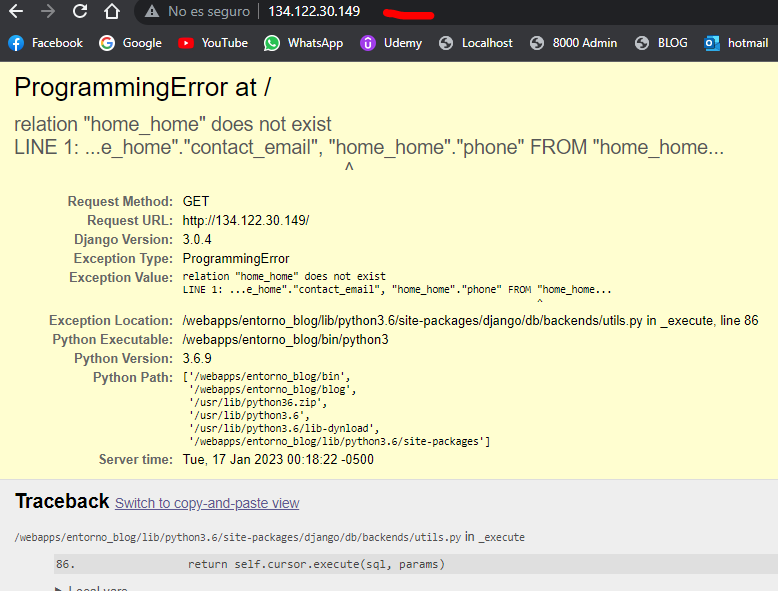 No es seguro 134.122.30.149
Facebook Google YouTube WhatsApp Udemy Localhost 8000 Admin BLOG hotmail
ProgrammingError at /
relation "home_home" does not exist
LINE 1: ...e_home"."contact_email", "home_home"."phone" FROM "home_home...
^
Request Method: GET
Request URL: http://134.122.30.149/
Django Version: 3.0.4
Exception Type: ProgrammingError
Exception Value: relation "home_home" does not exist
LINE 1: ...e_home"."contact_email", "home_home"."phone" FROM "home_home...
^
Exception Location: /webapps/entorno_blog/lib/python3.6/site-packages/django/db/backends/utils.py in _execute, line 86
Python Executable: /webapps/entorno_blog/bin/python3
Python Version: 3.6.9
Python Path: ['/webapps/entorno_blog/bin',
'/webapps/entorno_blog/blog',
'/usr/lib/python36.zip',
'/usr/lib/python3.6',
'/usr/lib/python3.6/lib-dynload',
'/webapps/entorno_blog/lib/python3.6/site-packages']
Server time: Tue, 17 Jan 2023 00:18:22 -0500
Traceback Switch to copy-and-paste view
/webapps/entorno_blog/lib/python3.6/site-packages/django/db/backends/utils.py in _execute
86. return self.cursor.execute(sql, params)